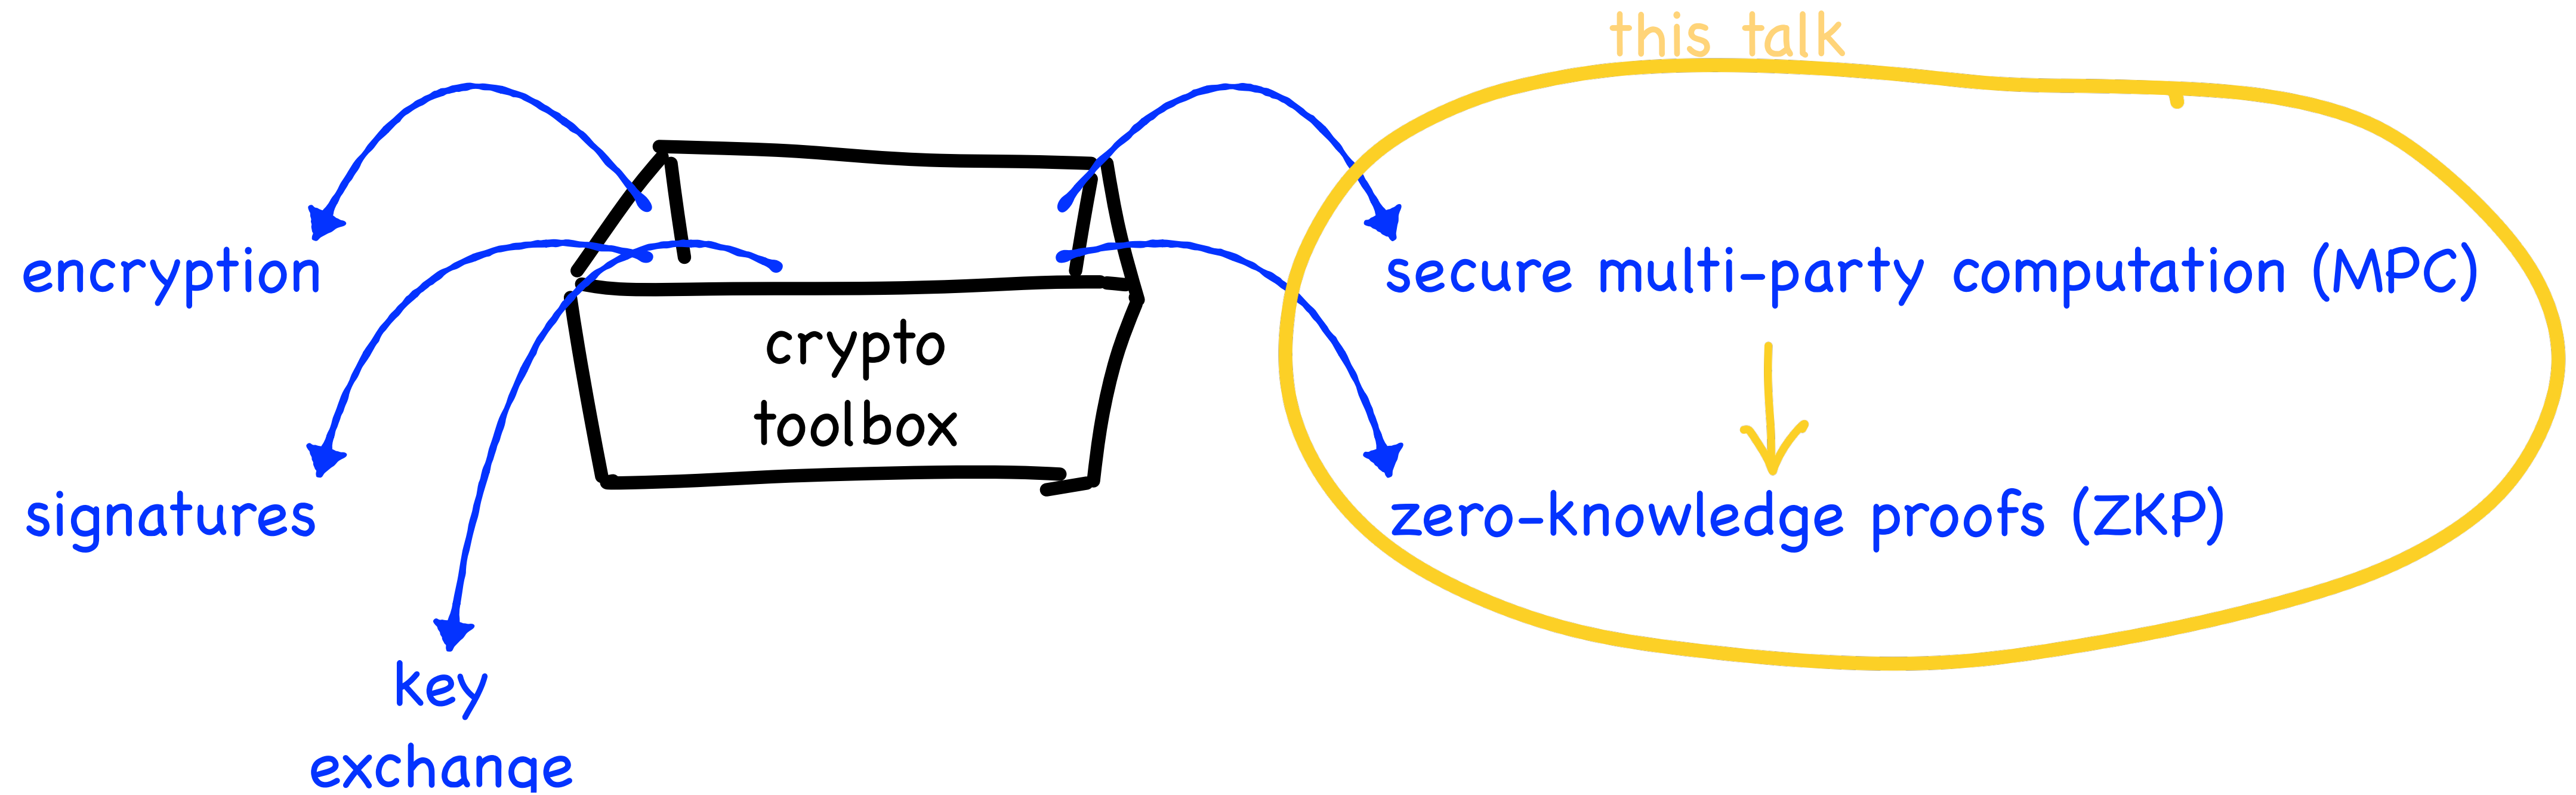 this talk
encryption
signatures
key
exchange
crypto
toolbox
secure multi-party computation (MPC)
zero-knowledge proofs (ZKP)